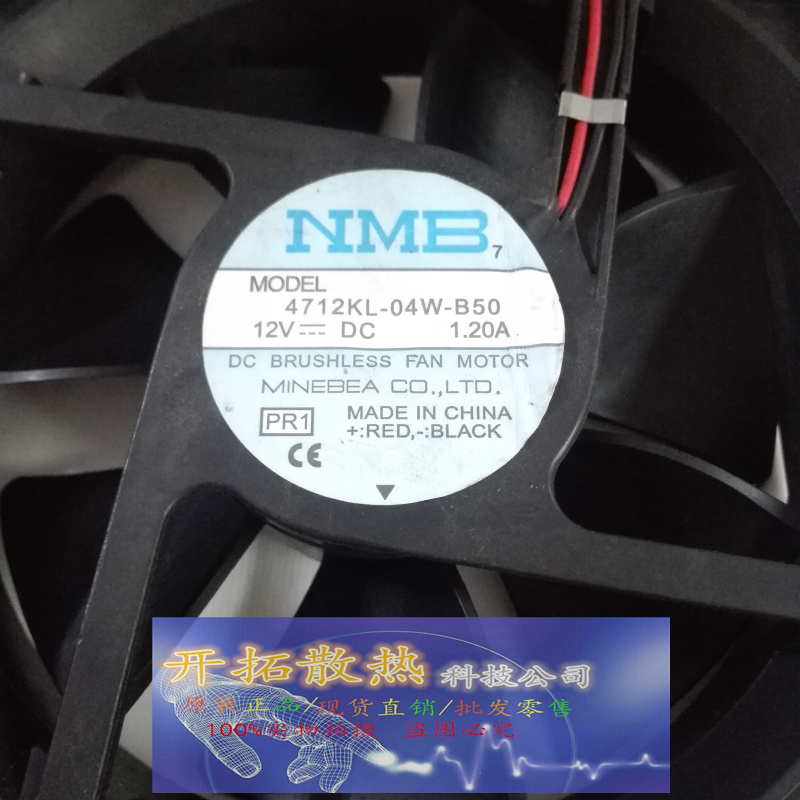 NMB 7
MODEL
4712KL-04W-B50
12V⎓DC 1.20A
DC BRUSHLESS FAN MOTOR
MINEBEA CO.,LTD.
PR1
MADE IN CHINA
+:RED,-:BLACK
CE
开拓散热 科技公司
原装正品/现货直销/批发零售
100%实物拍摄 盗图必究